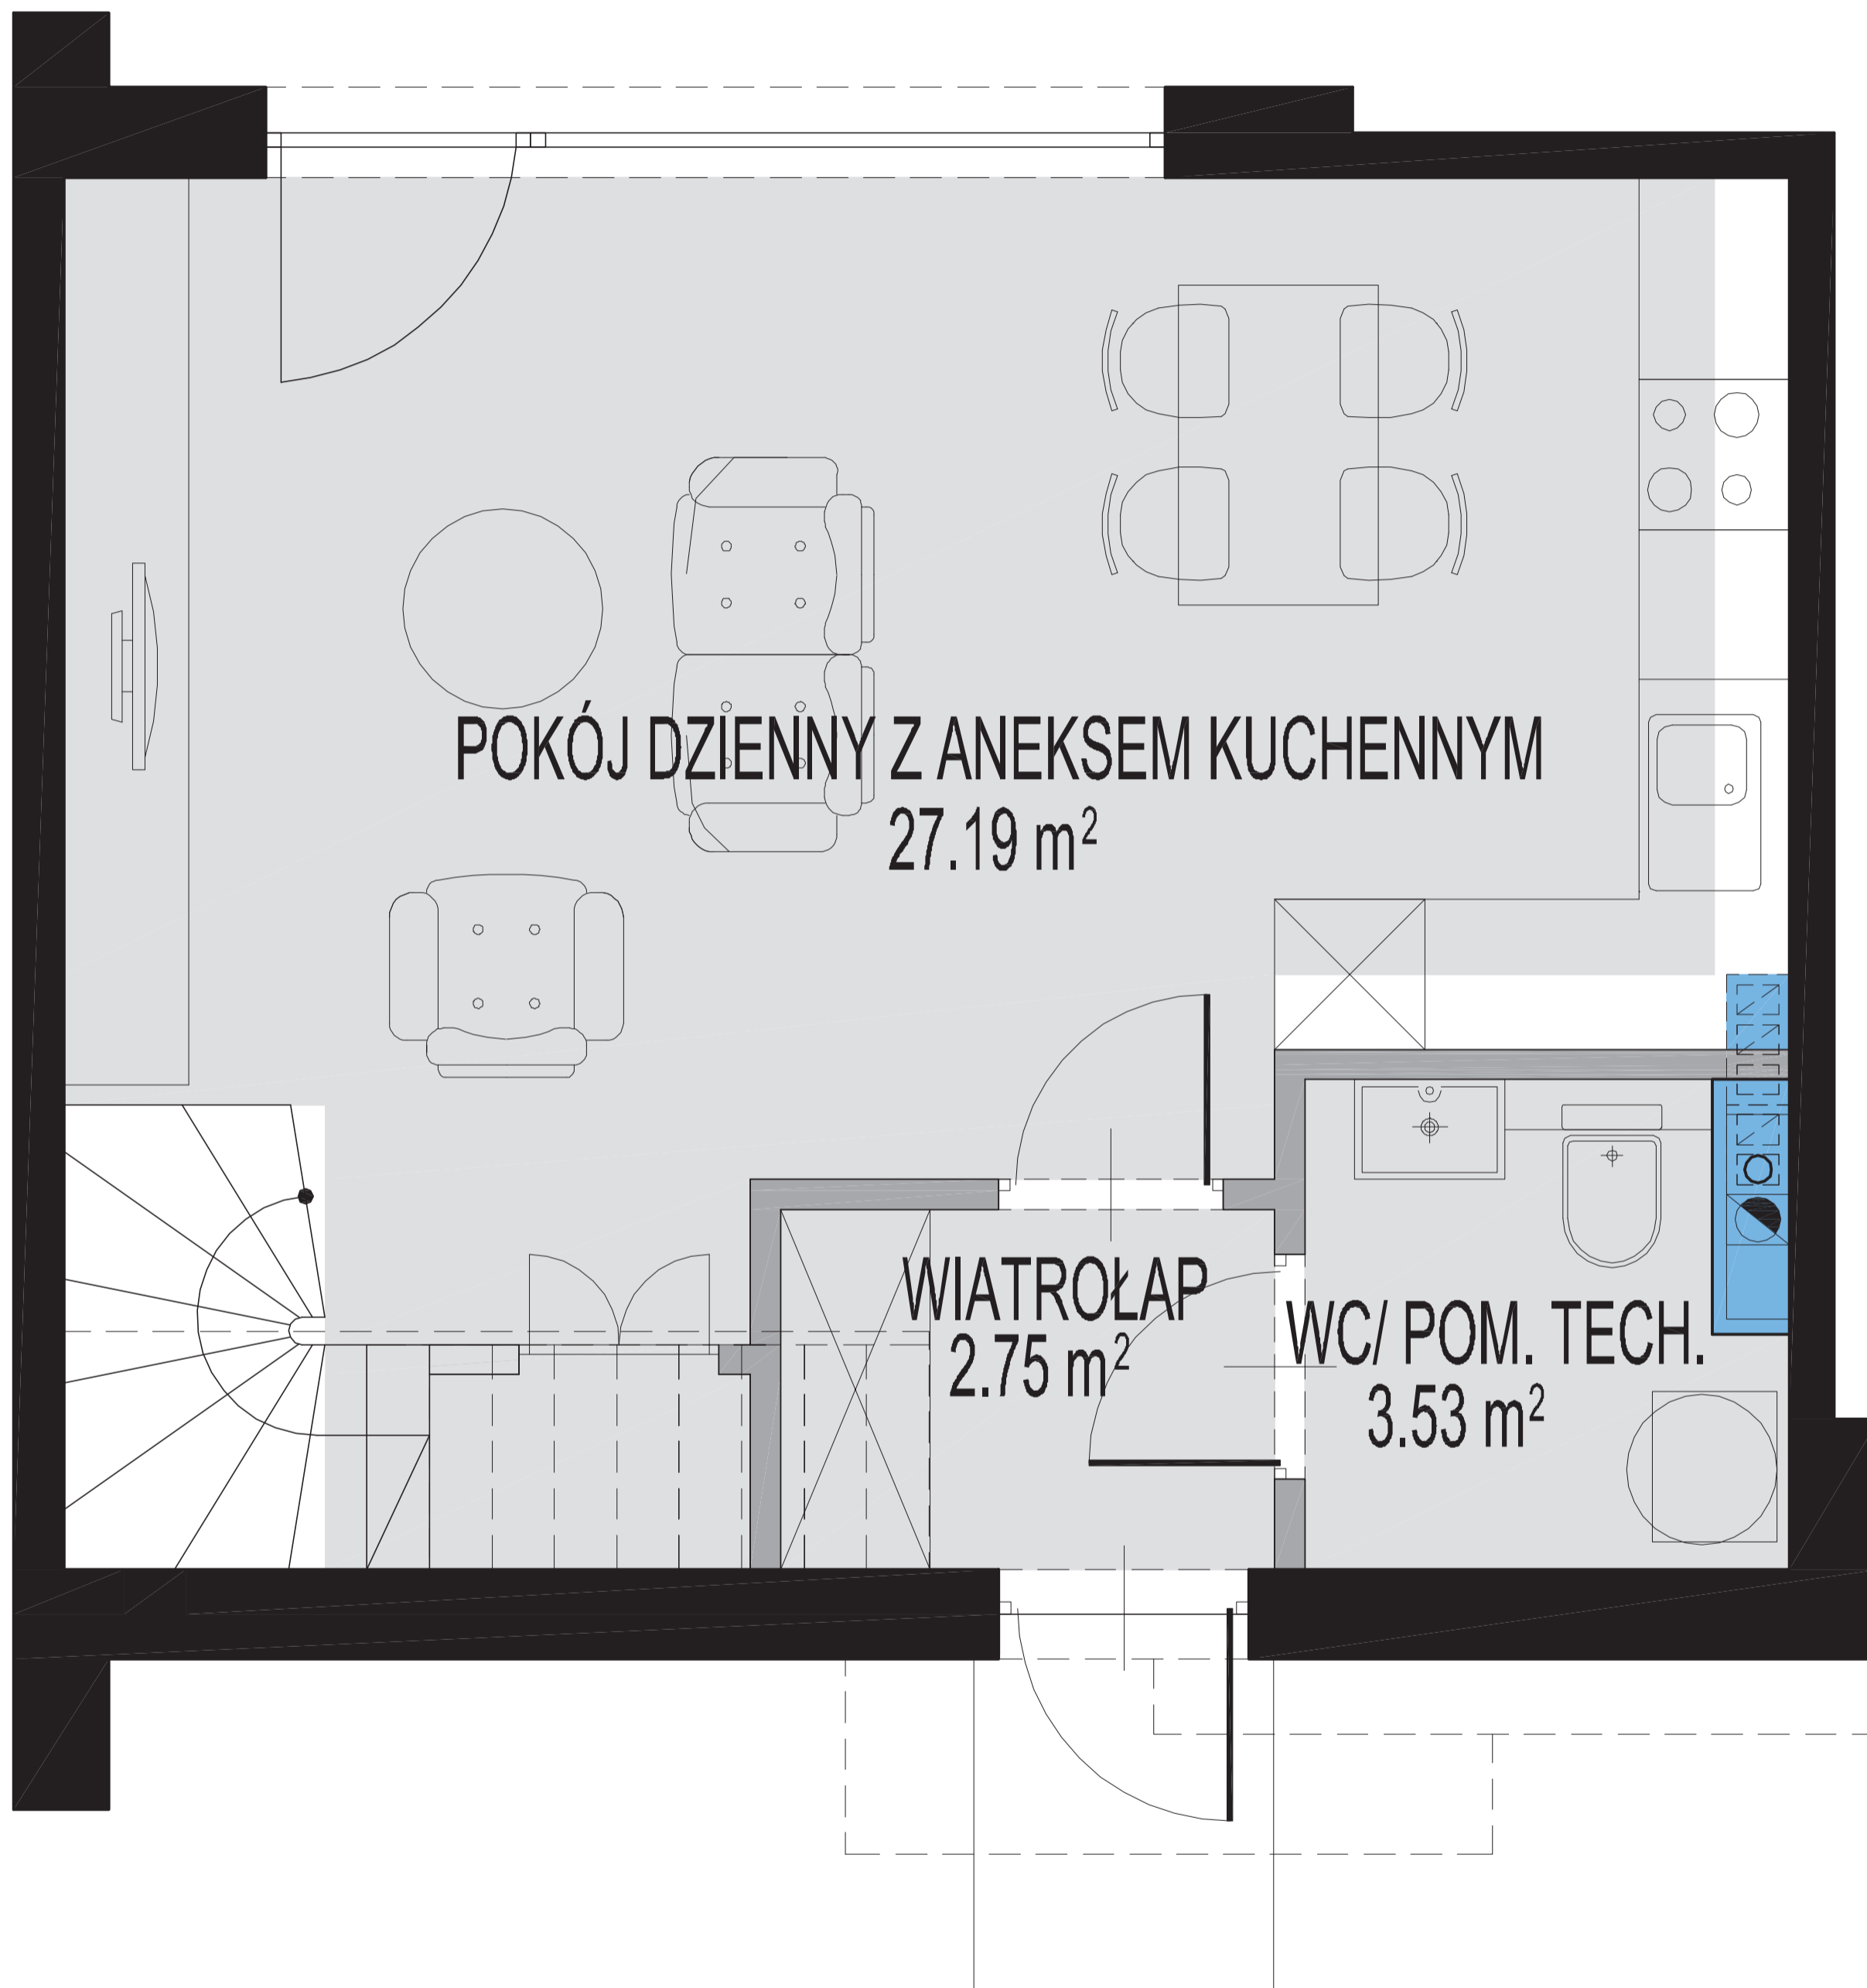 POKÓJ DZIENNY Z ANEKSEM KUCHENNYM
27.19 m²
WIATROŁAP
2.75 m²
WC/ POM. TECH.
3.53 m²